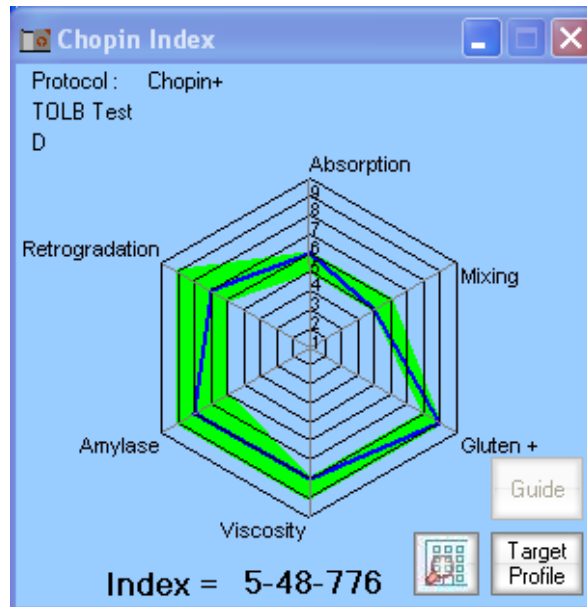 Chopin Index
Protocol : Chopin+
TOLB Test
D
Absorption
9
8
7
6
5
4
3
2
1
Retrogradation
Mixing
Amylase
Gluten +
Viscosity
Guide
Target
Profile
Index = 5-48-776